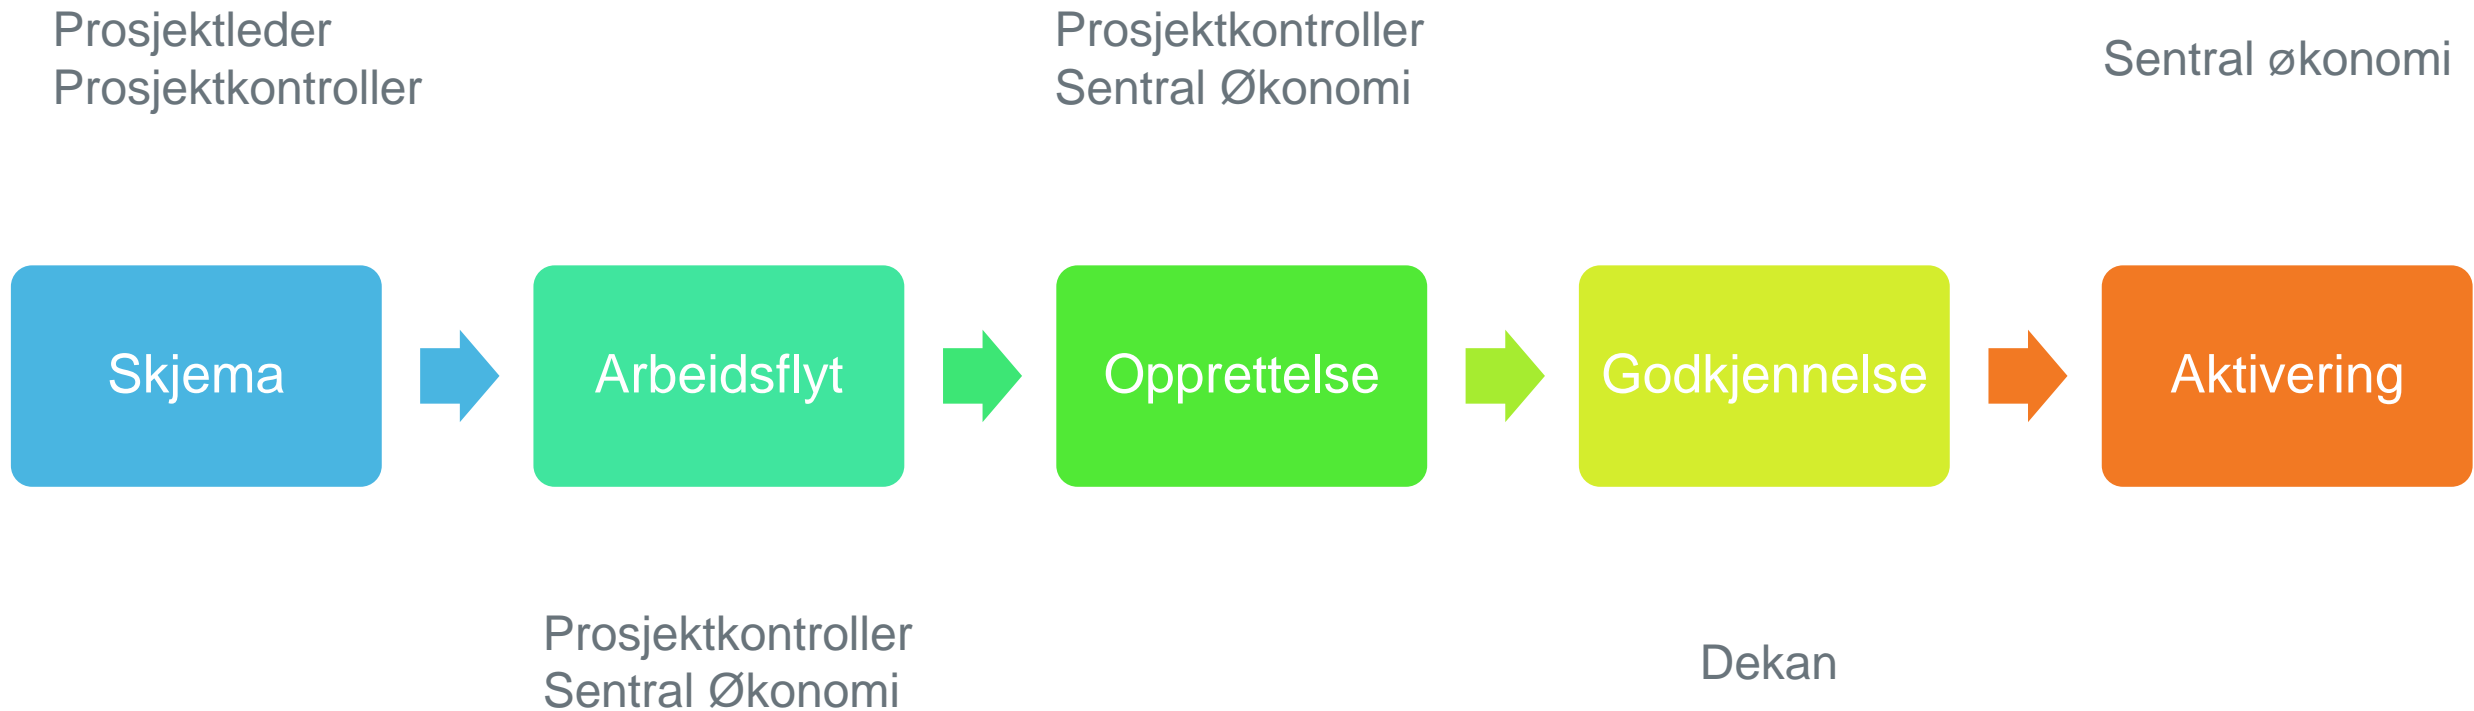 Prosjektleder
Prosjektkontroller
Prosjektkontroller
Sentral Økonomi
Sentral økonomi
Skjema
Arbeidsflyt
Opprettelse
Godkjennelse
Aktivering
Prosjektkontroller
Sentral Økonomi
Dekan